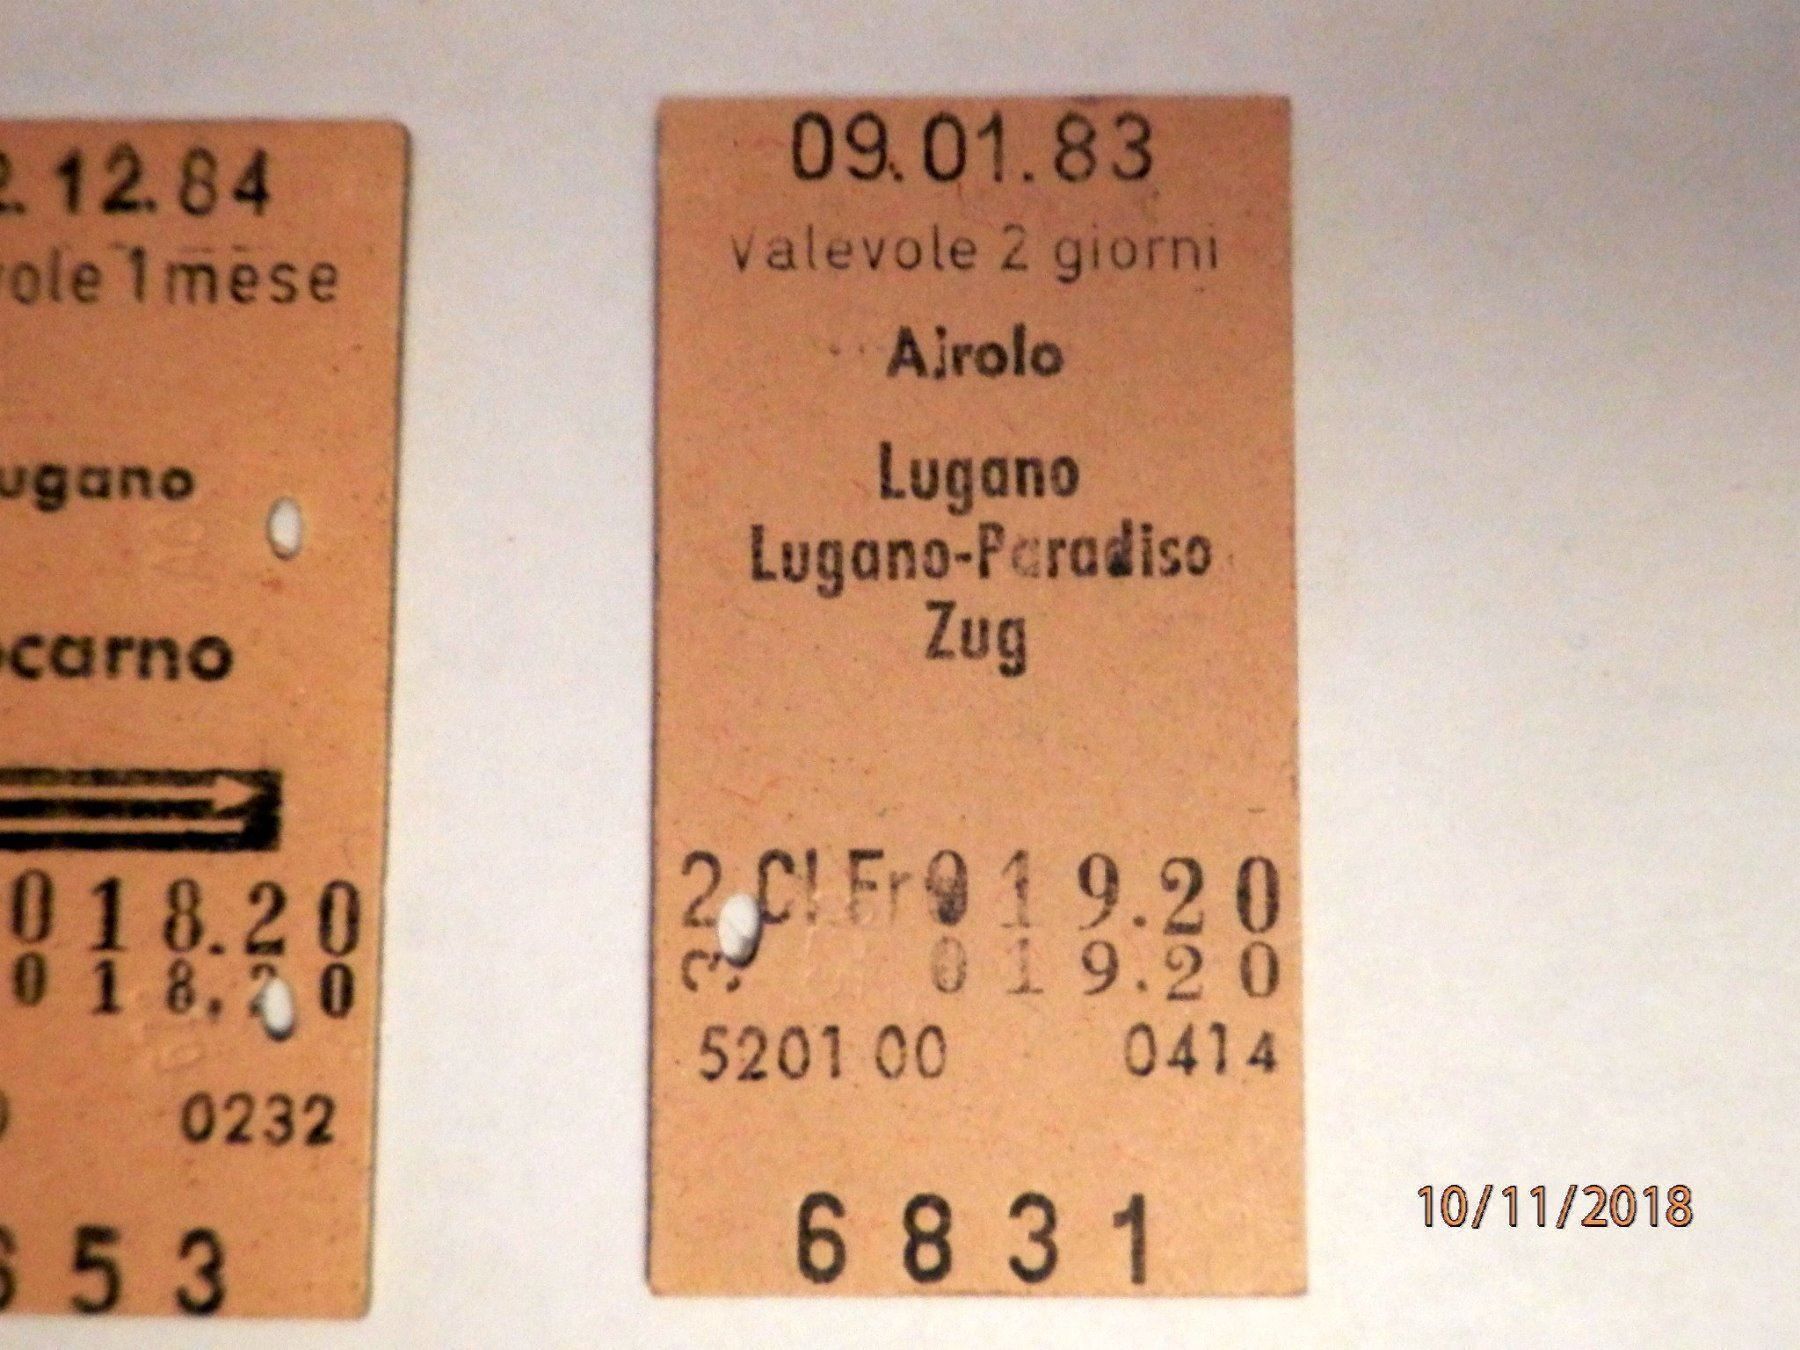 2.12.84
vole 1 mese
ugano
ocarno
018.20
018.20
0232
653
09.01.83
Valevole 2 giorni
Airolo
Lugano
Lugano-Paradiso
Zug
2 Cl Fr 019.20
019.20
5201 00 0414
6831
10/11/2018